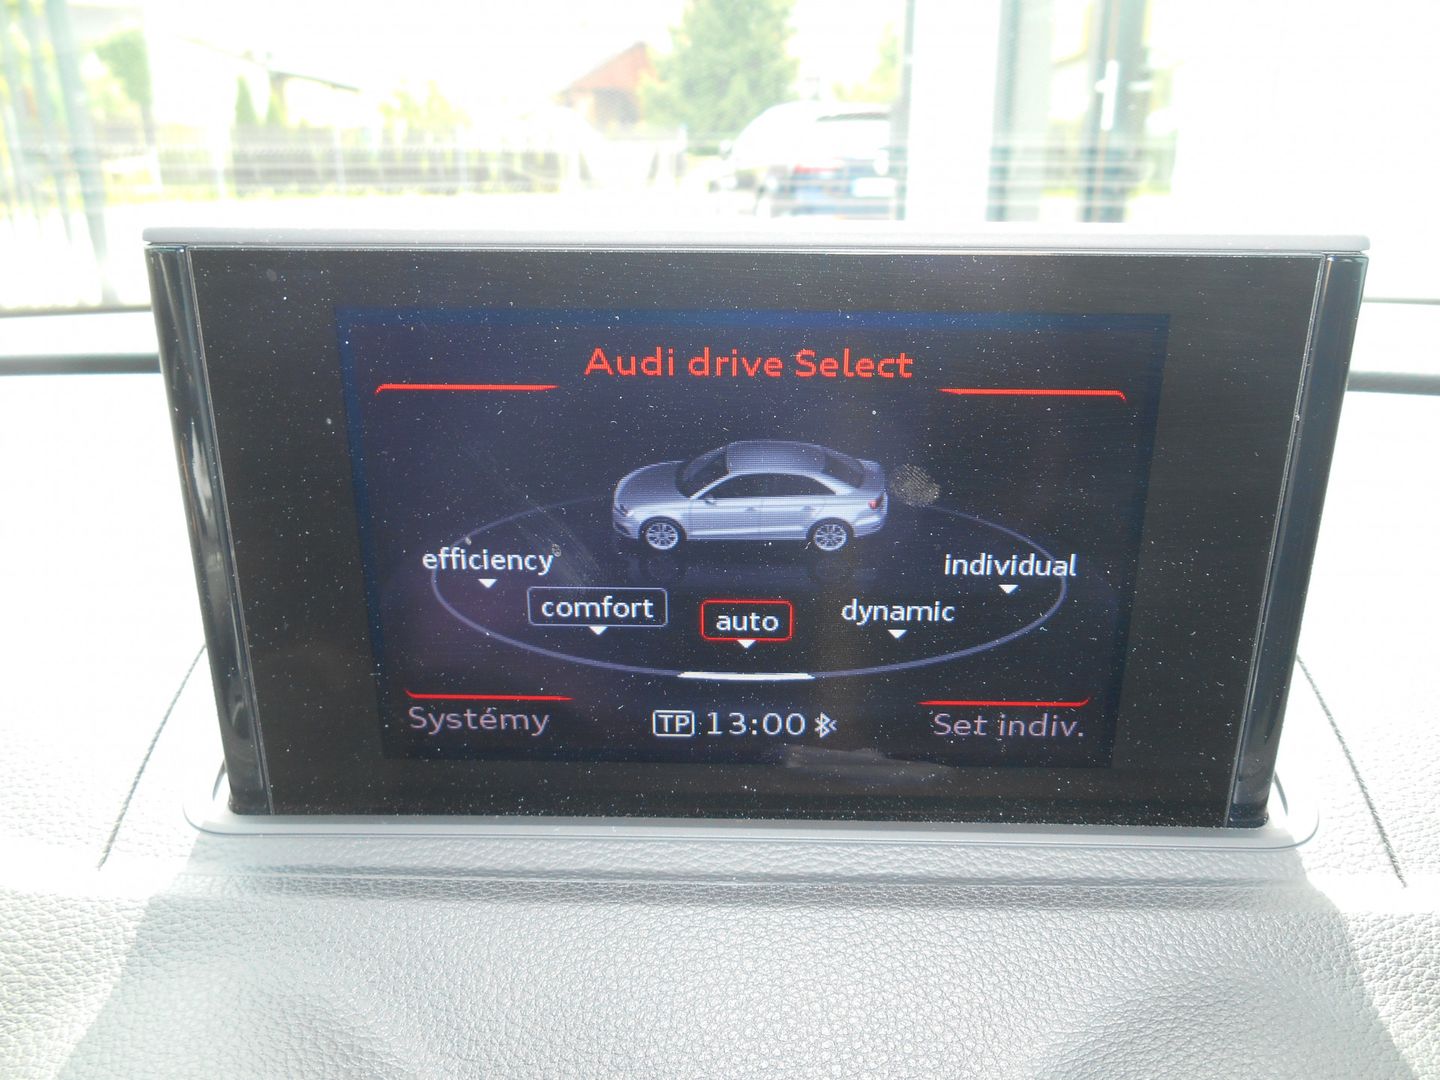 Audi drive Select
efficiency
individual
comfort
auto
dynamic
Systémy
TP 13:00
Set indiv.